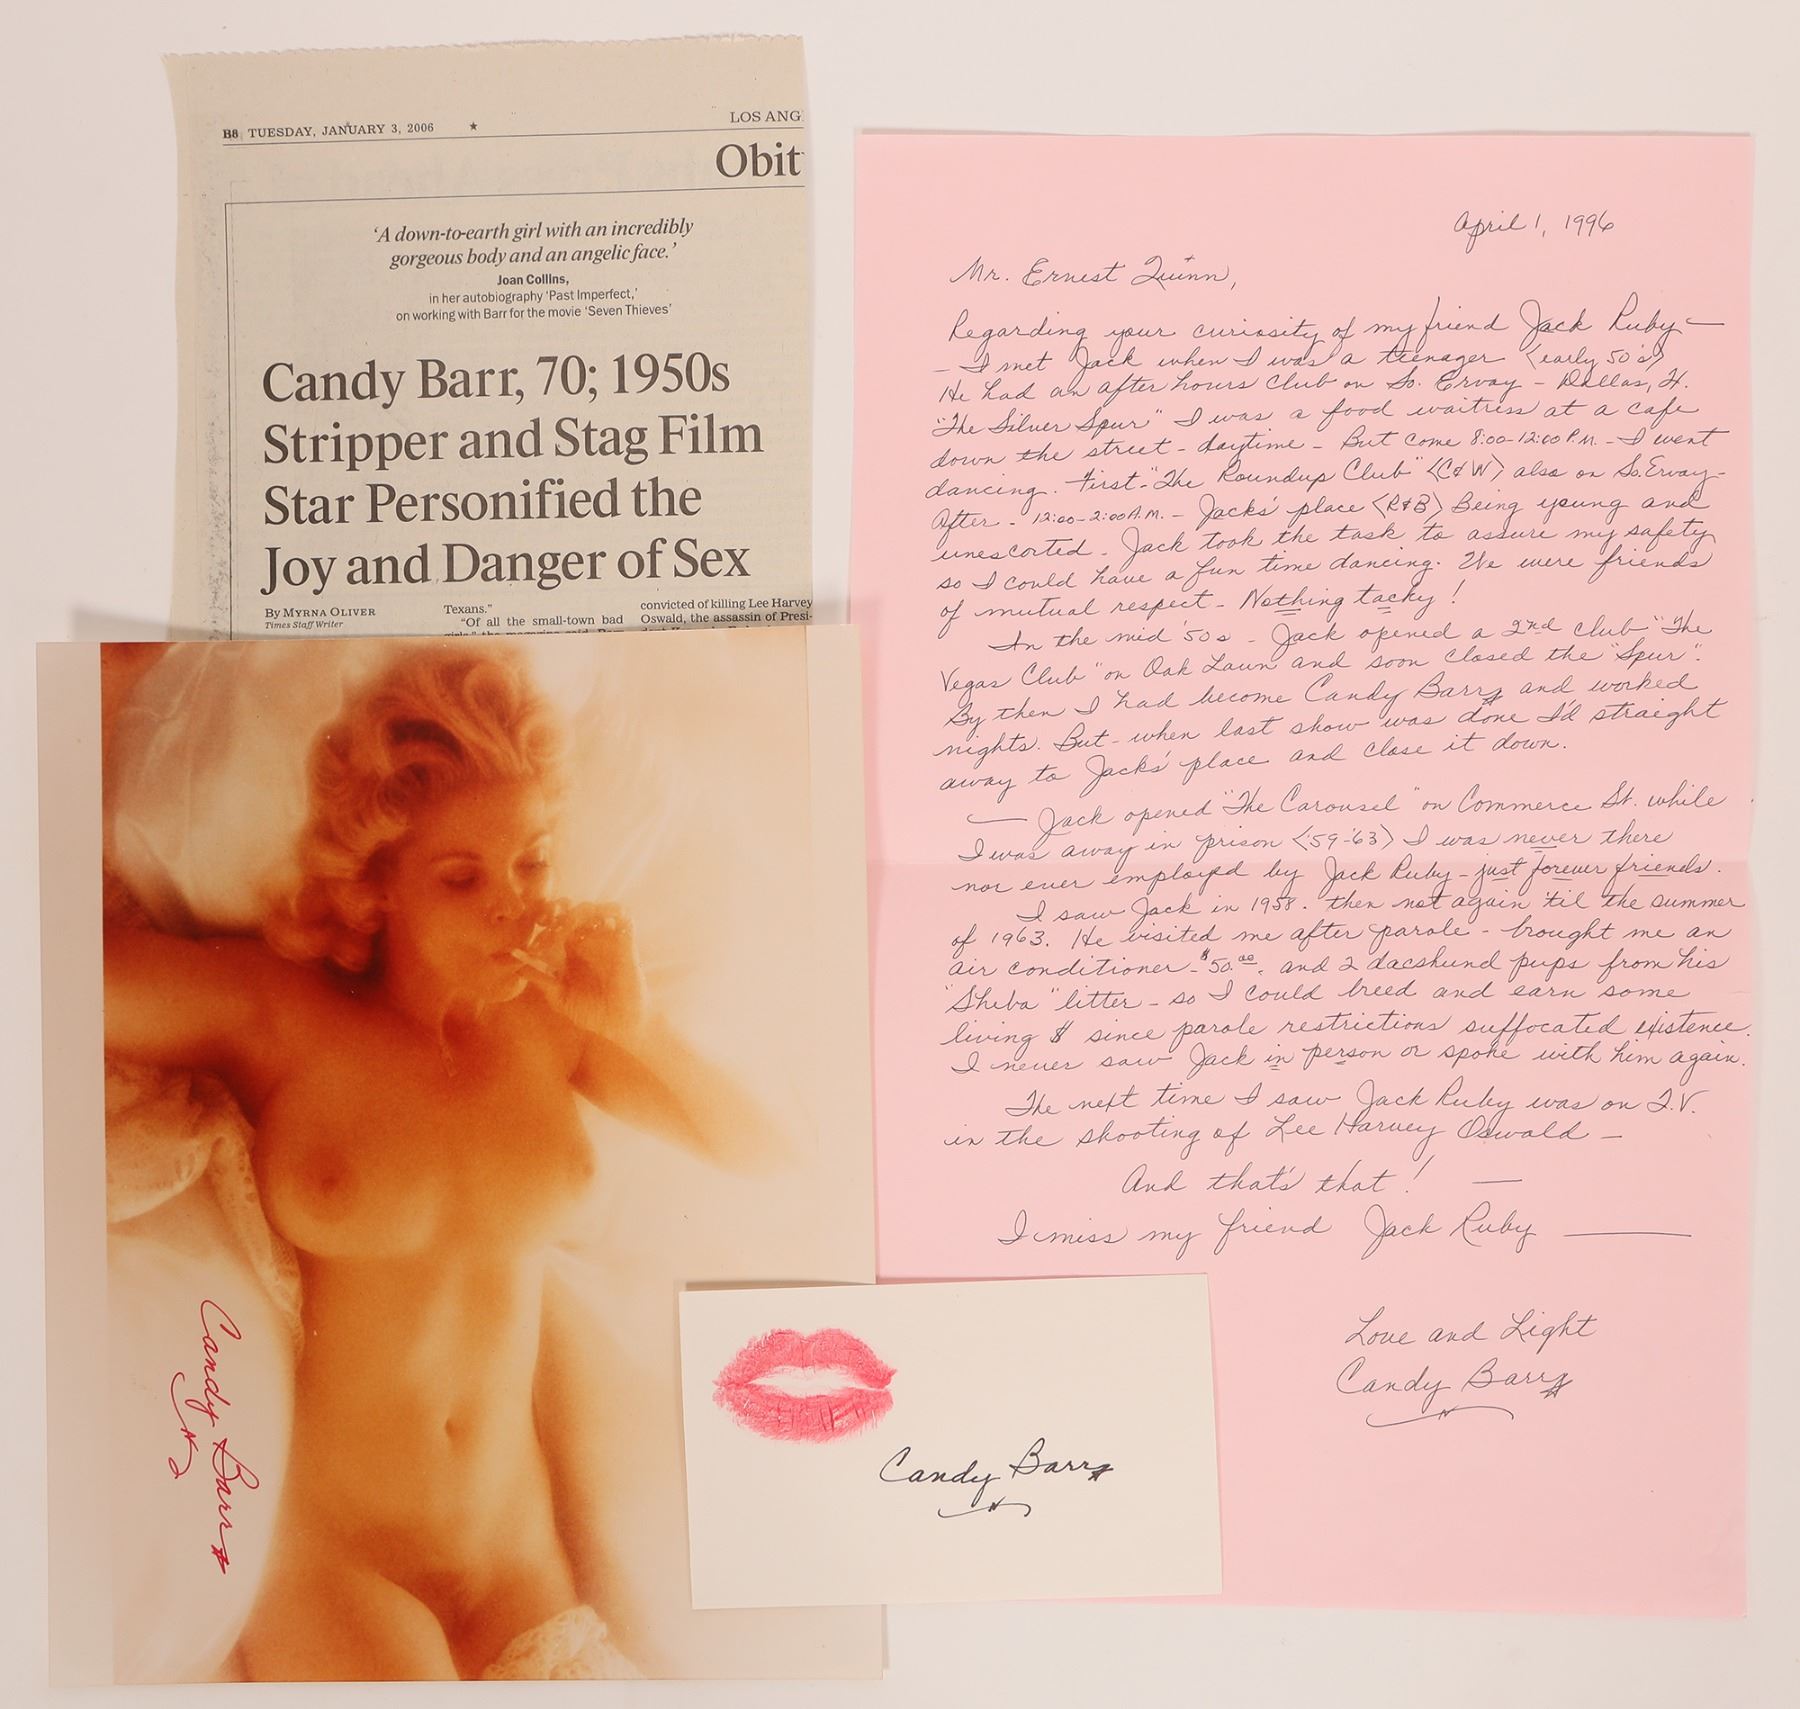 B8 TUESDAY, JANUARY 3, 2006 ★ LOS ANG
Obit
'A down-to-earth girl with an incredibly
gorgeous body and an angelic face.'
Joan Collins,
in her autobiography 'Past Imperfect,'
on working with Barr for the movie 'Seven Thieves'
Candy Barr, 70; 1950s
Stripper and Stag Film
Star Personified the
Joy and Danger of Sex
By MYRNA OLIVER
Times Staff Writer
Texans."
"Of all the small-town bad
convicted of killing Lee Harvey
Oswald, the assassin of Presi-
Candy Barr
Candy Barr
April 1, 1996
Mr. Ernest Quinn,
Regarding your curiosity of my friend Jack Ruby —
- I met Jack when I was a teenager <early 50's>
He had an after hours club on So. Ervay - Dallas, Tx.
"The Silver Spur" I was a food waitress at a cafe
down the street - daytime - But come 8:00-12:00 P.M. - I went
dancing. First - "The Roundup Club" <C&W> also on So. Ervay -
After - 12:00-2:00 A.M. - Jacks' place <R&B> Being young and
unescorted - Jack took the task to assure my safety
so I could have a fun time dancing. We were friends
of mutual respect - Nothing tacky!
In the mid '50s - Jack opened a 2nd club "The
Vegas Club" on Oak Lawn and soon closed the "Spur".
By then I had become Candy Barr and worked
nights. But - when last show was done I'd straight
away to Jacks' place and close it down.
— Jack opened "The Carousel" on Commerce St. while
I was away in prison <'59-'63> I was never there
nor ever employed by Jack Ruby - just forever friends.
I saw Jack in 1958. then not again 'til the summer
of 1963. He visited me after parole - brought me an
air conditioner - $50.00, and 2 dacshund pups from his
"Sheba" litter - so I could breed and earn some
living $ since parole restrictions suffocated existence.
I never saw Jack in person or spoke with him again.
The next time I saw Jack Ruby was on T.V.
in the shooting of Lee Harvey Oswald —
And that's that! —
I miss my friend Jack Ruby —
Love and Light
Candy Barr